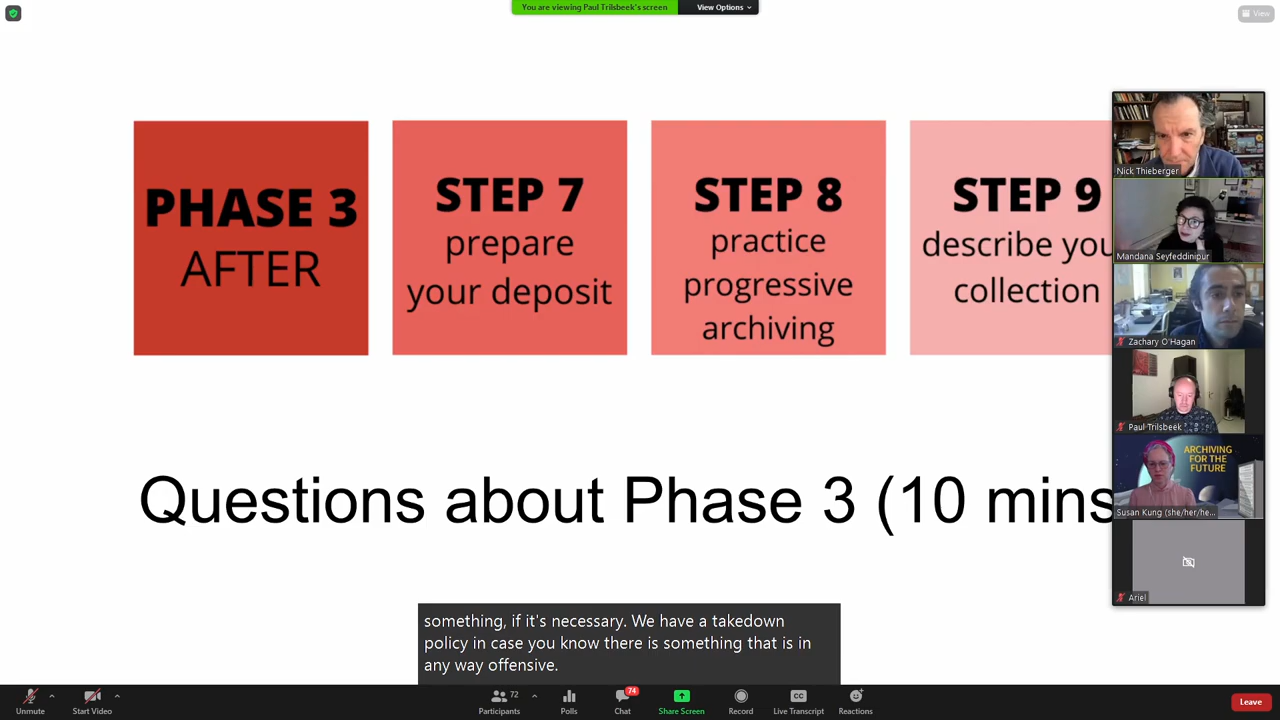 You are viewing Paul Trilsbeek's screen
View Options
View
PHASE 3
AFTER
STEP 7
prepare
your deposit
STEP 8
practice
progressive
archiving
STEP 9
describe you
collection
Questions about Phase 3 (10 mins
Nick Thieberger
Mandana Seyfeddinipur
Zachary O'Hagan
Paul Trilsbeek
ARCHIVING
FOR THE
FUTURE
Susan Kung (she/her/he...
Ariel
something, if it's necessary. We have a takedown
policy in case you know there is something that is in
any way offensive.
Unmute
Start Video
72
Participants
Polls
74
Chat
Share Screen
Record
CC
Live Transcript
Reactions
Leave